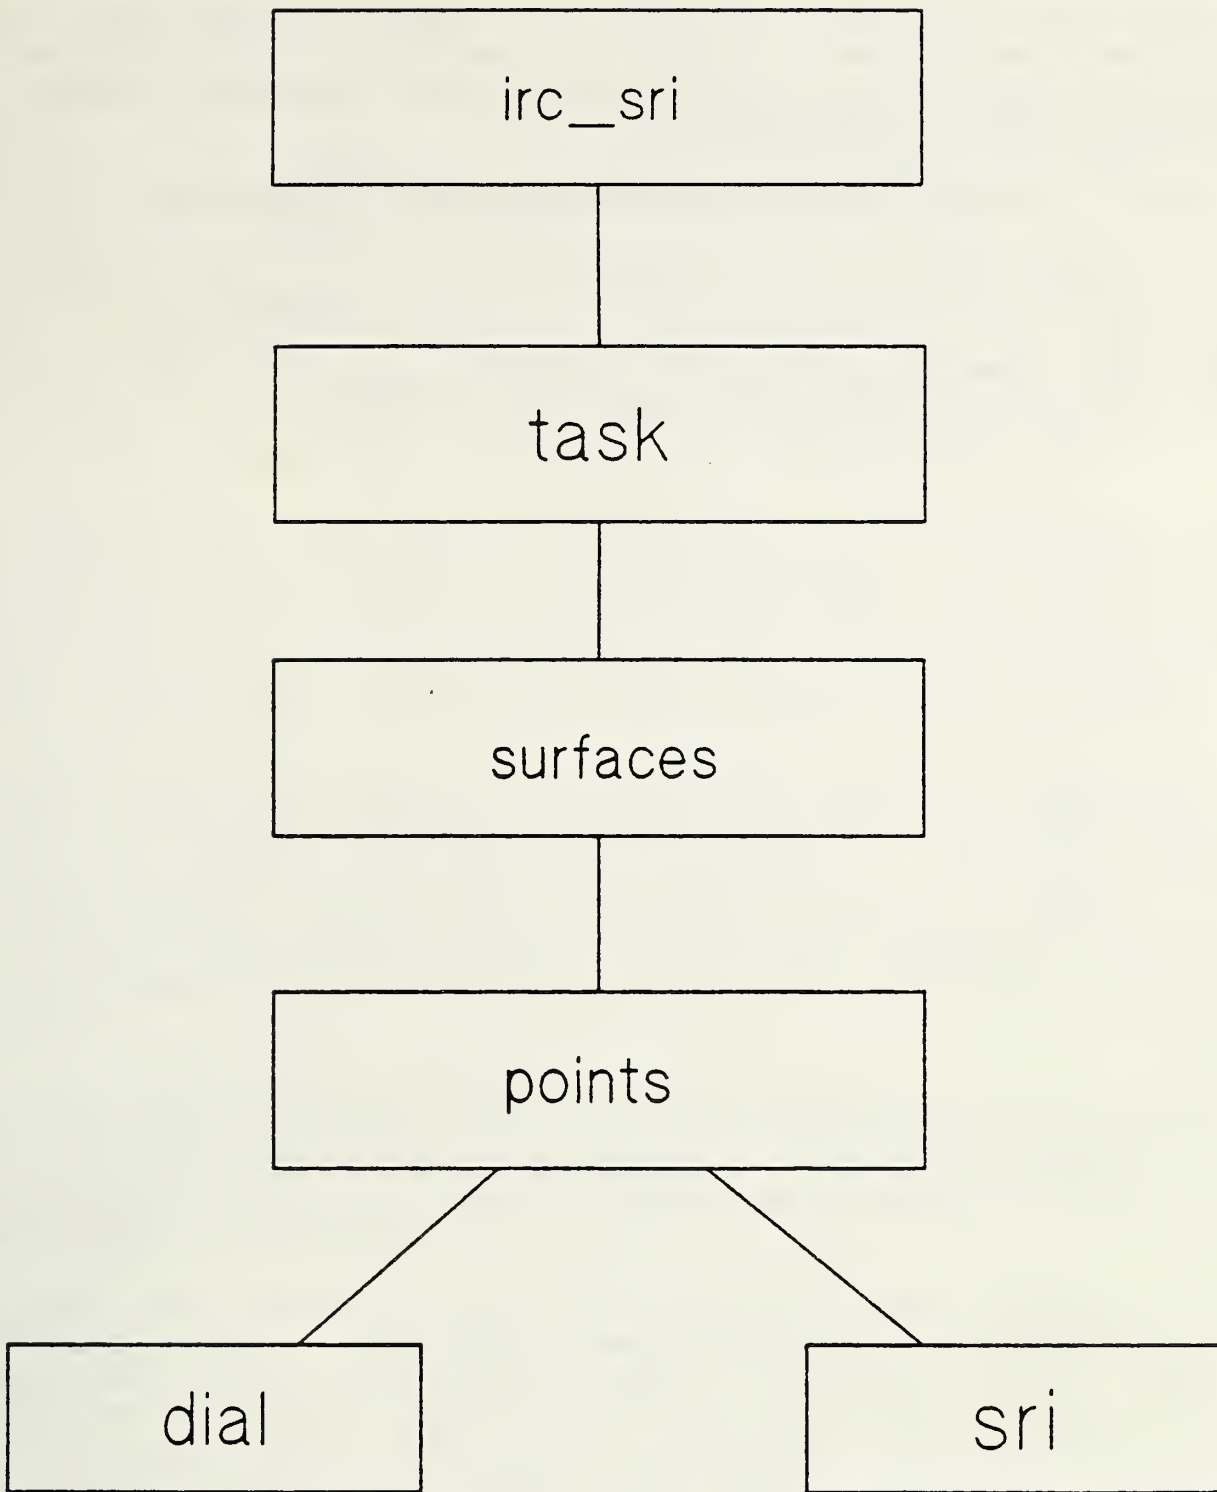 irc_sri
task
surfaces
points
dial
sri